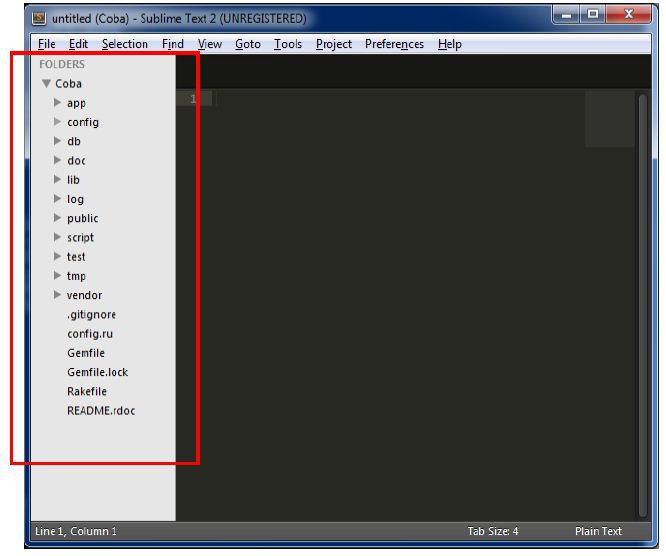 untitled (Coba) - Sublime Text 2 (UNREGISTERED)
File Edit Selection Find View Goto Tools Project Preferences Help
FOLDERS
Coba
app
config
db
doc
lib
log
public
script
test
tmp
vendor
.gitignore
config.ru
Gemfile
Gemfile.lock
Rakefile
README.rdoc
1
Line 1, Column 1 Tab Size: 4 Plain Text